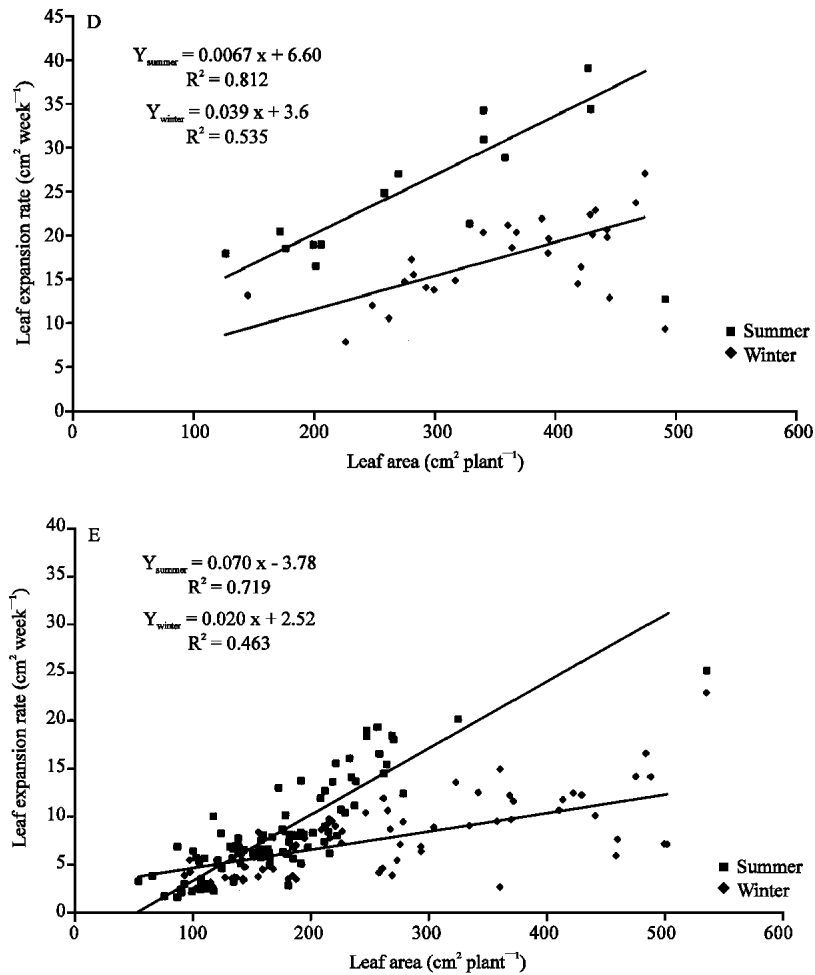 D
Y summer = 0.0067 x + 6.60
R² = 0.812
Y winter = 0.039 x + 3.6
R² = 0.535
45
40
35
30
25
20
15
10
5
0
Leaf expansion rate (cm² week⁻¹)
Summer
Winter
0 100 200 300 400 500 600
Leaf area (cm² plant⁻¹)
E
Y summer = 0.070 x - 3.78
R² = 0.719
Y winter = 0.020 x + 2.52
R² = 0.463
40
35
30
25
20
15
10
5
0
Leaf expansion rate (cm² week⁻¹)
Summer
Winter
0 100 200 300 400 500 600
Leaf area (cm² plant⁻¹)